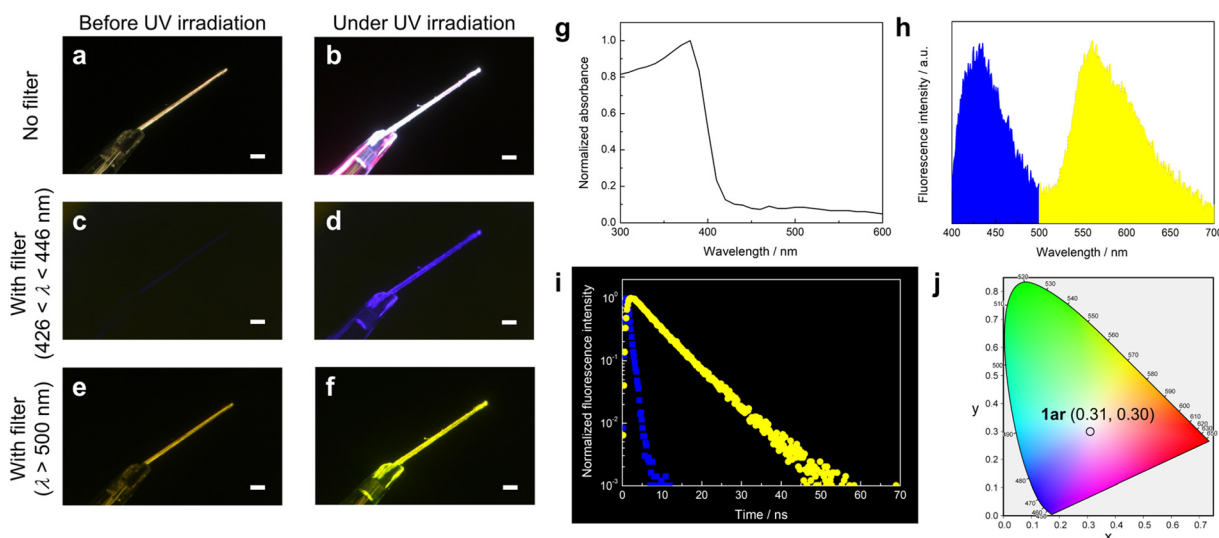 Before UV irradiation
Under UV irradiation
No filter
a
b
With filter
(426 < λ < 446 nm)
c
d
With filter
(λ > 500 nm)
e
f
g
Normalized absorbance
1.0
0.8
0.6
0.4
0.2
0.0
300 350 400 450 500 550 600
Wavelength / nm
h
Fluorescence intensity / a.u.
400 450 500 550 600 650 700
Wavelength / nm
i
Normalized fluorescence intensity
10⁰
10⁻¹
10⁻²
10⁻³
0 10 20 30 40 50 60 70
Time / ns
j
y
0.8
0.7
0.6
0.5
0.4
0.3
0.2
0.1
0.0
520
530
540
510
550
560
500
570
580
590
600
610
620
630
650
490
480
470
460
1ar (0.31, 0.30)
0.0 0.1 0.2 0.3 0.4 0.5 0.6 0.7
x